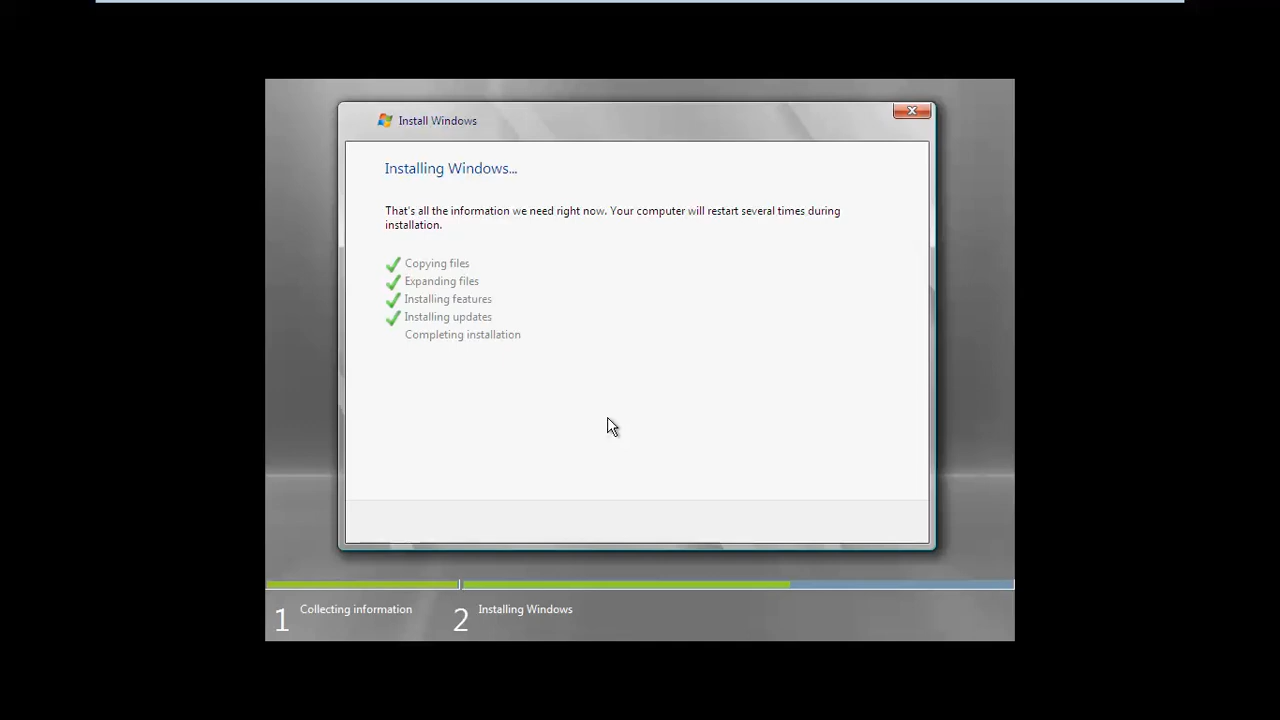 Install Windows
Installing Windows...
That's all the information we need right now. Your computer will restart several times during
installation.
Copying files
Expanding files
Installing features
Installing updates
Completing installation
1 Collecting information
2 Installing Windows